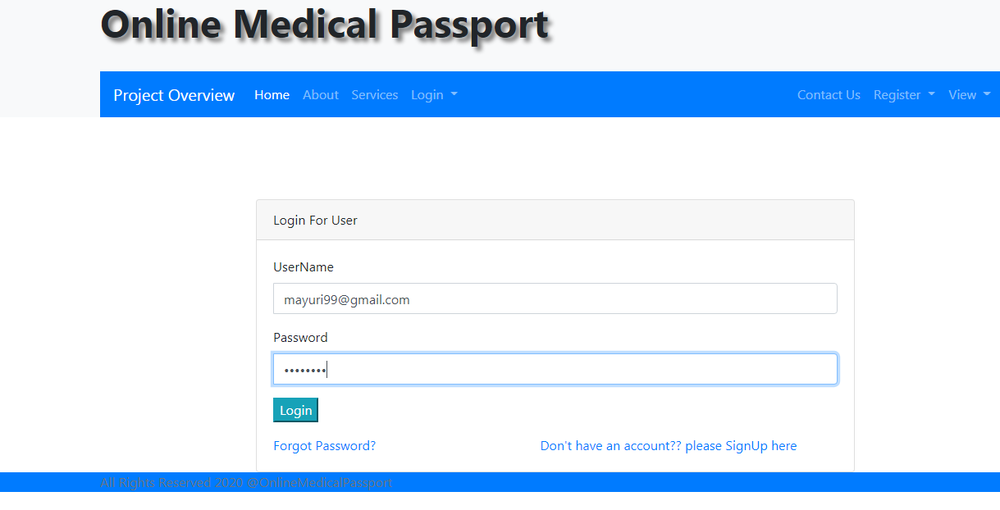 Online Medical Passport
Project Overview Home About Services Login Contact Us Register View
Login For User
UserName
mayuri99@gmail.com
Password
••••••••
Login
Forgot Password? Don't have an account?? please SignUp here
All Rights Reserved 2020 @OnlineMedicalPassport